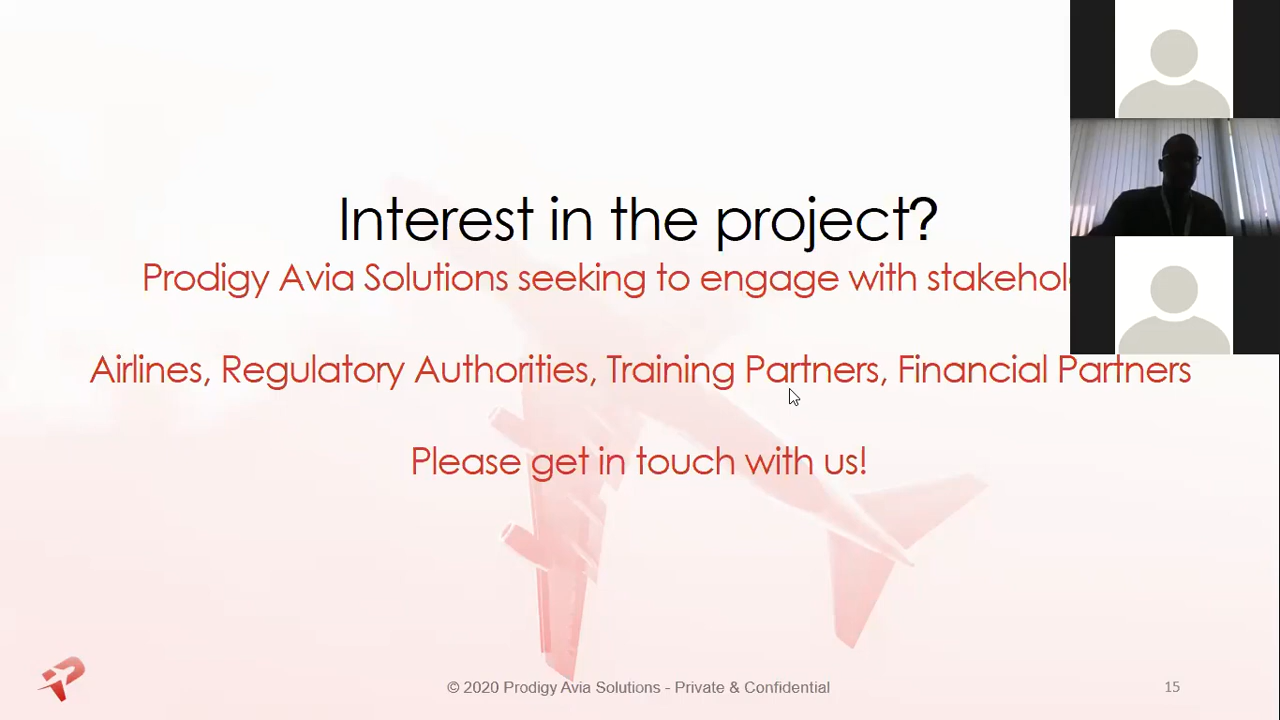 Interest in the project?
Prodigy Avia Solutions seeking to engage with
Airlines, Regulatory Authorities, Training Partners, Financial Partners
Please get in touch with us!
© 2020 Prodigy Avia Solutions - Private & Confidential
15